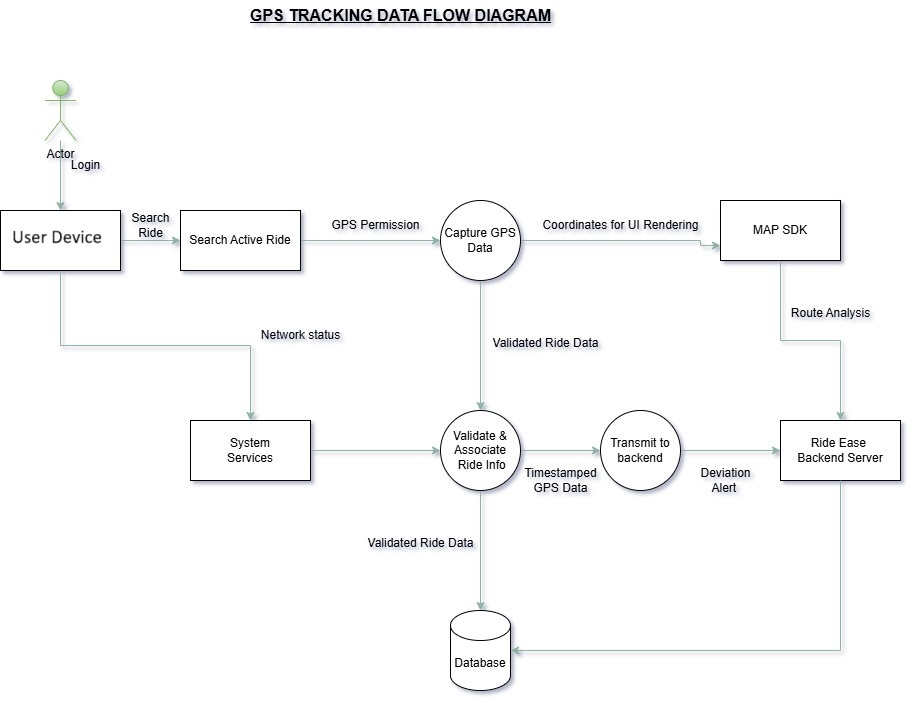 GPS TRACKING DATA FLOW DIAGRAM
Actor
Login
User Device
Search
Ride
Search Active Ride
GPS Permission
Capture GPS
Data
Coordinates for UI Rendering
MAP SDK
Route Analysis
Network status
Validated Ride Data
System
Services
Validate &
Associate
Ride Info
Timestamped
GPS Data
Transmit to
backend
Deviation
Alert
Ride Ease
Backend Server
Validated Ride Data
Database